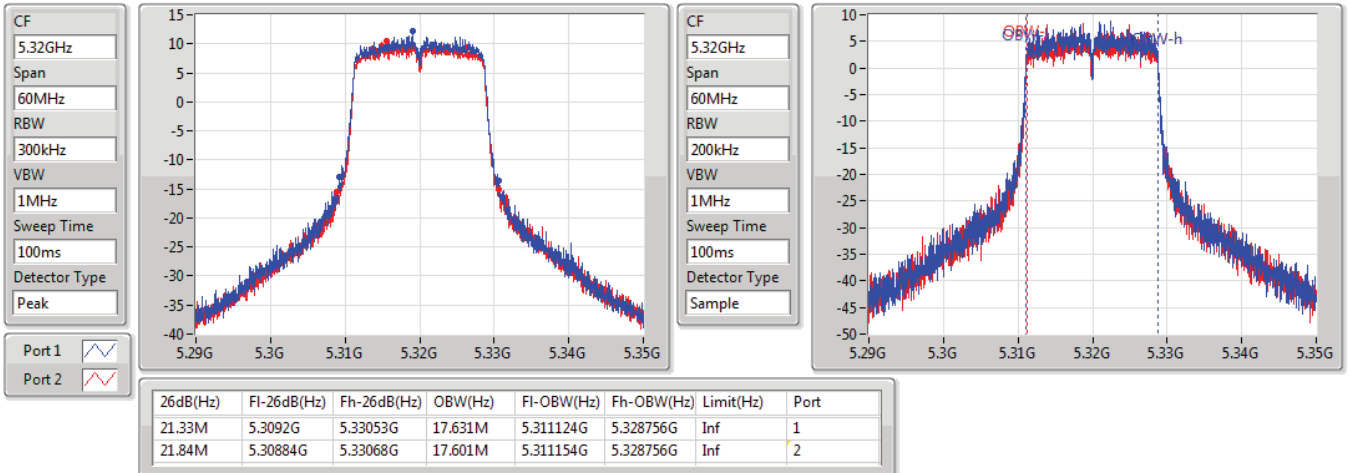 CF
5.32GHz
Span
60MHz
RBW
300kHz
VBW
1MHz
Sweep Time
100ms
Detector Type
Peak
15
10
5
0
-5
-10
-15
-20
-25
-30
-35
-40
5.29G 5.3G 5.31G 5.32G 5.33G 5.34G 5.35G
CF
5.32GHz
Span
60MHz
RBW
200kHz
VBW
1MHz
Sweep Time
100ms
Detector Type
Sample
10
5
0
-5
-10
-15
-20
-25
-30
-35
-40
-45
-50
5.29G 5.3G 5.31G 5.32G 5.33G 5.34G 5.35G
Port 1
Port 2
26dB(Hz) Fl-26dB(Hz) Fh-26dB(Hz) OBW(Hz) Fl-OBW(Hz) Fh-OBW(Hz) Limit(Hz) Port
21.33M 5.3092G 5.33053G 17.631M 5.311124G 5.328756G Inf 1
21.84M 5.30884G 5.33068G 17.601M 5.311154G 5.328756G Inf 2